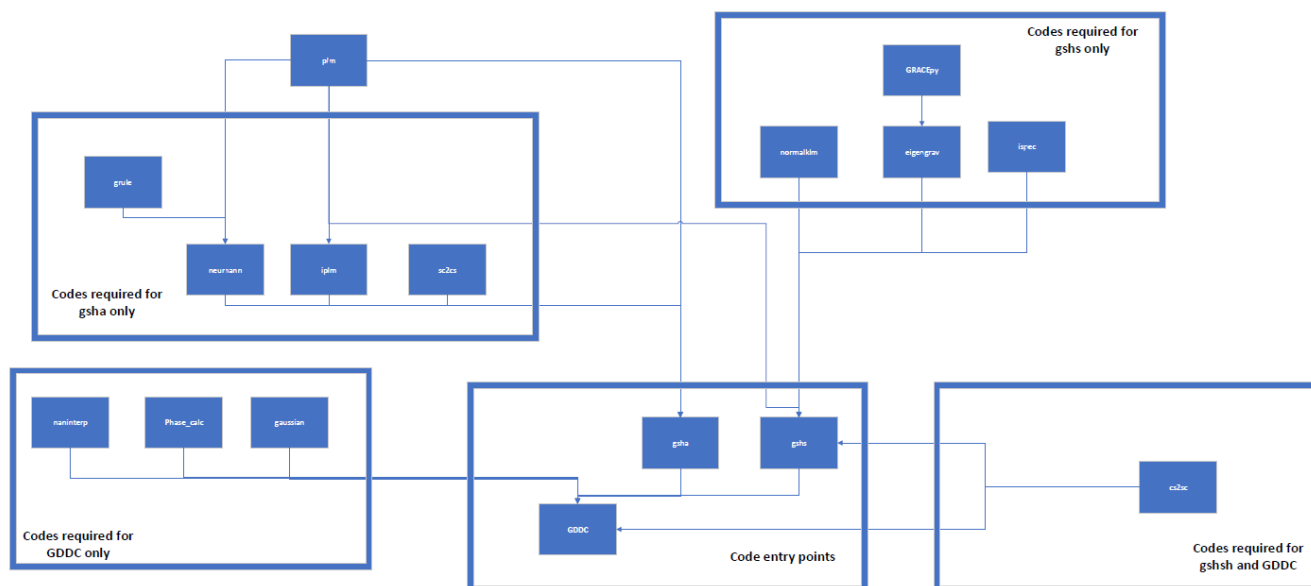 Codes required for
gshs only
plm
GRACEpy
normalklm
eigengrav
ispec
grule
neumann
iplm
sc2cs
Codes required for
gsha only
naninterp
Phase_calc
gaussian
gsha
gshs
cs2sc
GDDC
Codes required for
GDDC only
Code entry points
Codes required for
gshsh and GDDC